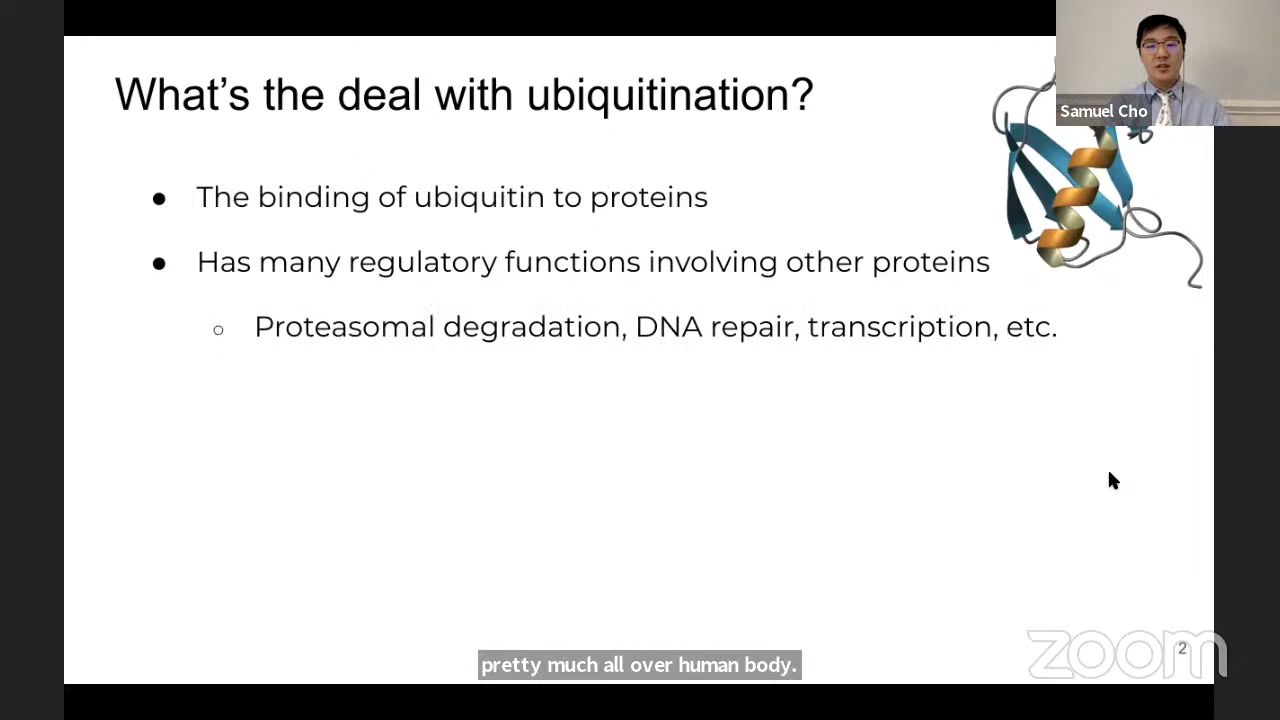 What's the deal with ubiquitination?
Samuel Cho
● The binding of ubiquitin to proteins
● Has many regulatory functions involving other proteins
○ Proteasomal degradation, DNA repair, transcription, etc.
zoom
2
pretty much all over human body.